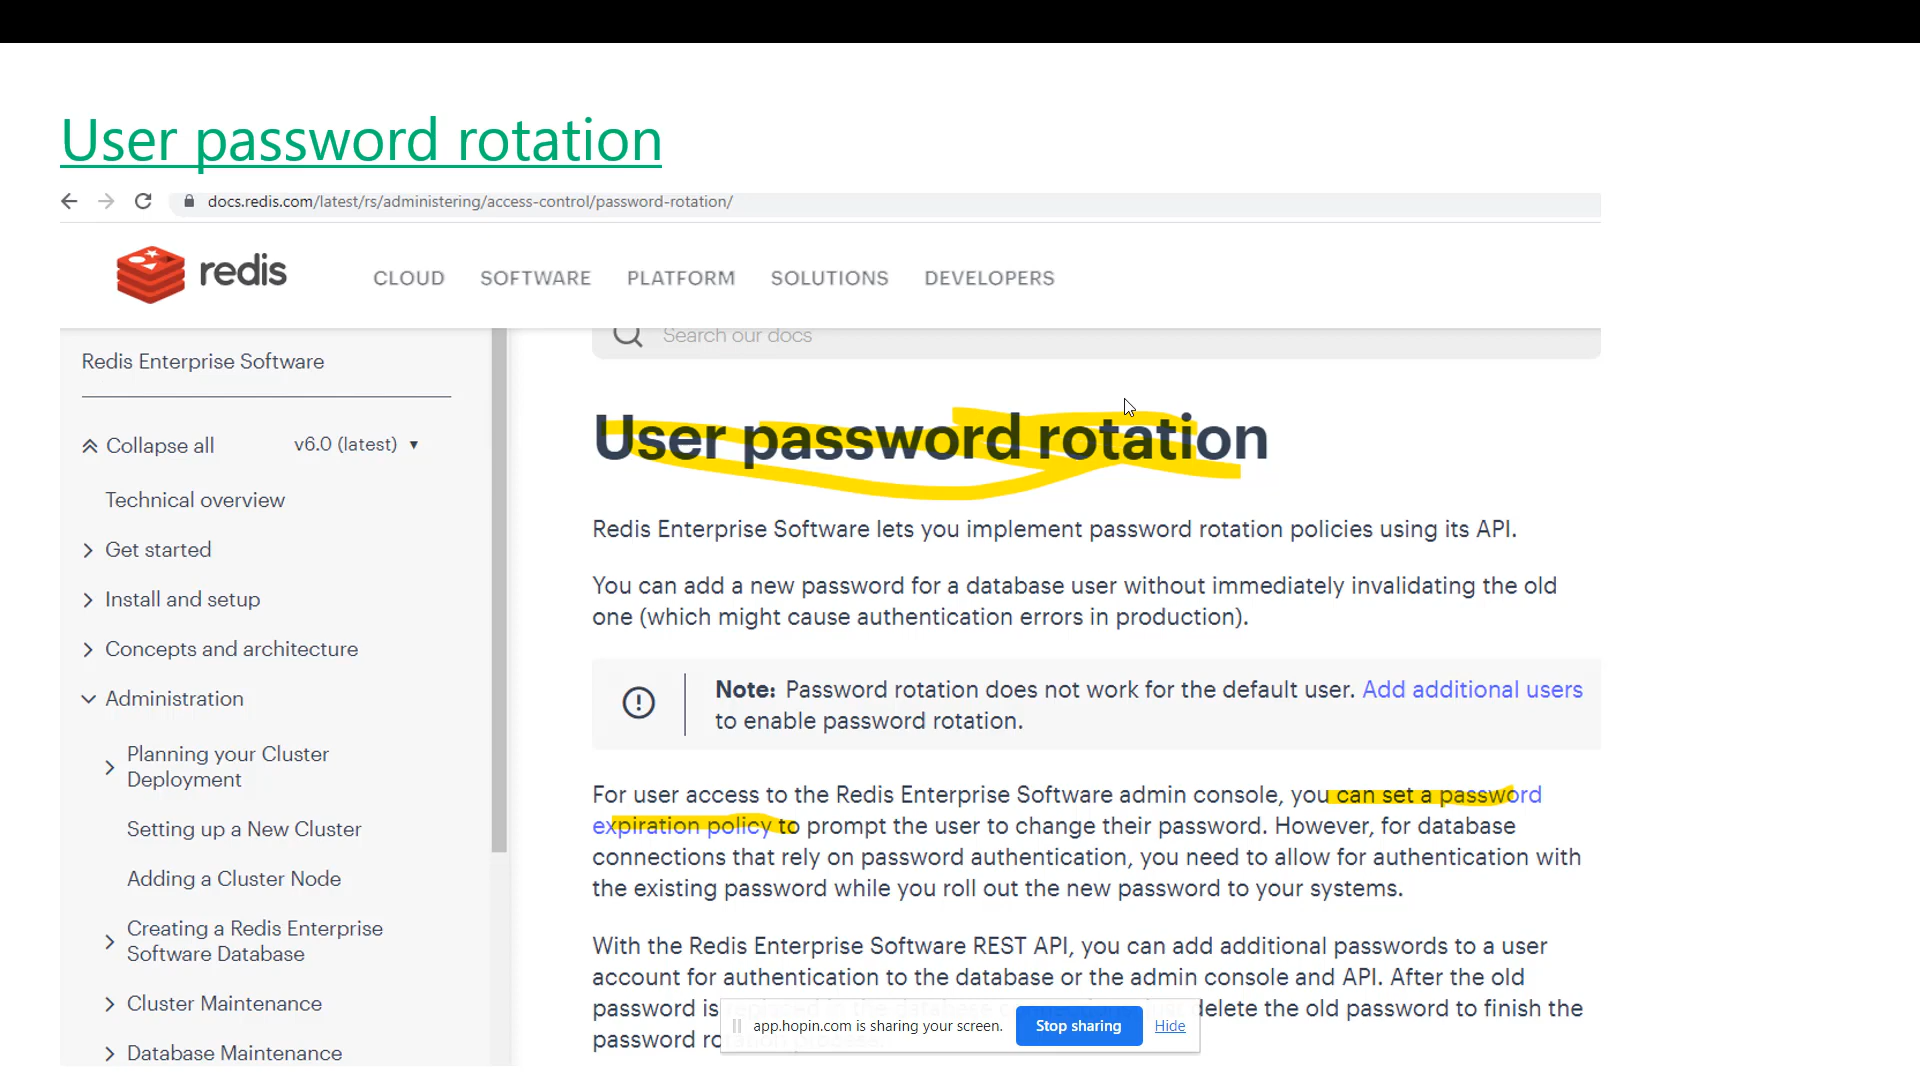 User password rotation
docs.redis.com/latest/rs/administering/access-control/password-rotation/
redis
CLOUD SOFTWARE PLATFORM SOLUTIONS DEVELOPERS
Search our docs
Redis Enterprise Software
Collapse all v6.0 (latest)
Technical overview
Get started
Install and setup
Concepts and architecture
Administration
Planning your Cluster
Deployment
Setting up a New Cluster
Adding a Cluster Node
Creating a Redis Enterprise
Software Database
Cluster Maintenance
Database Maintenance
User password rotation
Redis Enterprise Software lets you implement password rotation policies using its API.
You can add a new password for a database user without immediately invalidating the old
one (which might cause authentication errors in production).
Note: Password rotation does not work for the default user. Add additional users
to enable password rotation.
For user access to the Redis Enterprise Software admin console, you can set a password
expiration policy to prompt the user to change their password. However, for database
connections that rely on password authentication, you need to allow for authentication with
the existing password while you roll out the new password to your systems.
With the Redis Enterprise Software REST API, you can add additional passwords to a user
account for authentication to the database or the admin console and API. After the old
password is delete the old password to finish the
password
app.hopin.com is sharing your screen. Stop sharing Hide